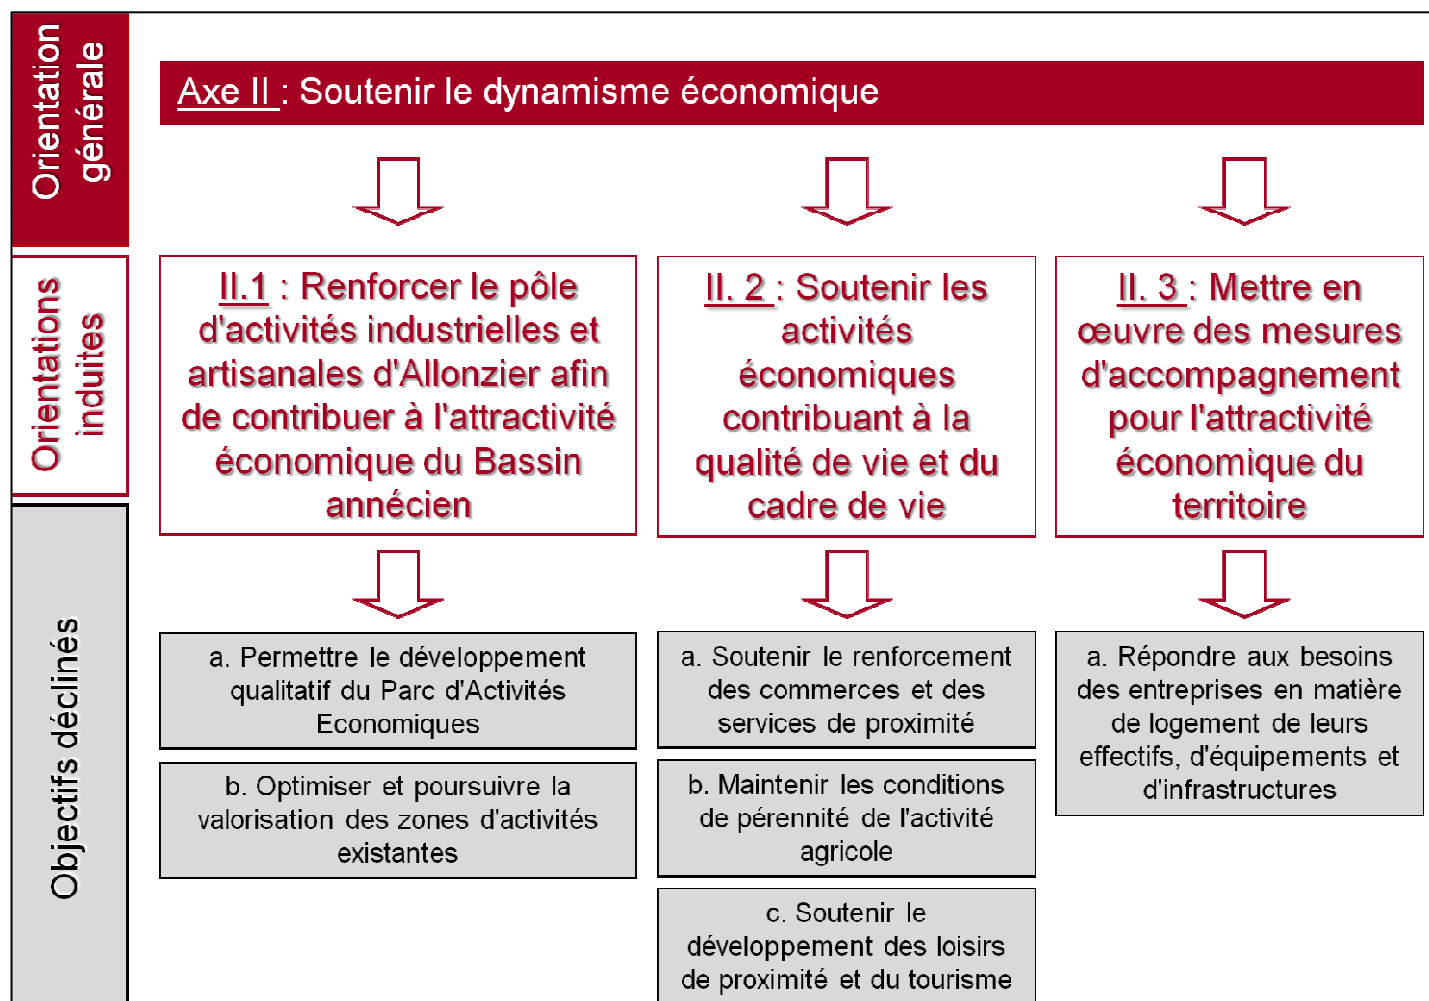 Orientation
générale
Axe II : Soutenir le dynamisme économique
Orientations
induites
II.1 : Renforcer le pôle
d'activités industrielles et
artisanales d'Allonzier afin
de contribuer à l'attractivité
économique du Bassin
annécien
II. 2 : Soutenir les
activités
économiques
contribuant à la
qualité de vie et du
cadre de vie
II. 3 : Mettre en
œuvre des mesures
d'accompagnement
pour l'attractivité
économique du
territoire
Objectifs déclinés
a. Permettre le développement
qualitatif du Parc d'Activités
Economiques
b. Optimiser et poursuivre la
valorisation des zones d'activités
existantes
a. Soutenir le renforcement
des commerces et des
services de proximité
b. Maintenir les conditions
de pérennité de l'activité
agricole
c. Soutenir le
développement des loisirs
de proximité et du tourisme
a. Répondre aux besoins
des entreprises en matière
de logement de leurs
effectifs, d'équipements et
d'infrastructures